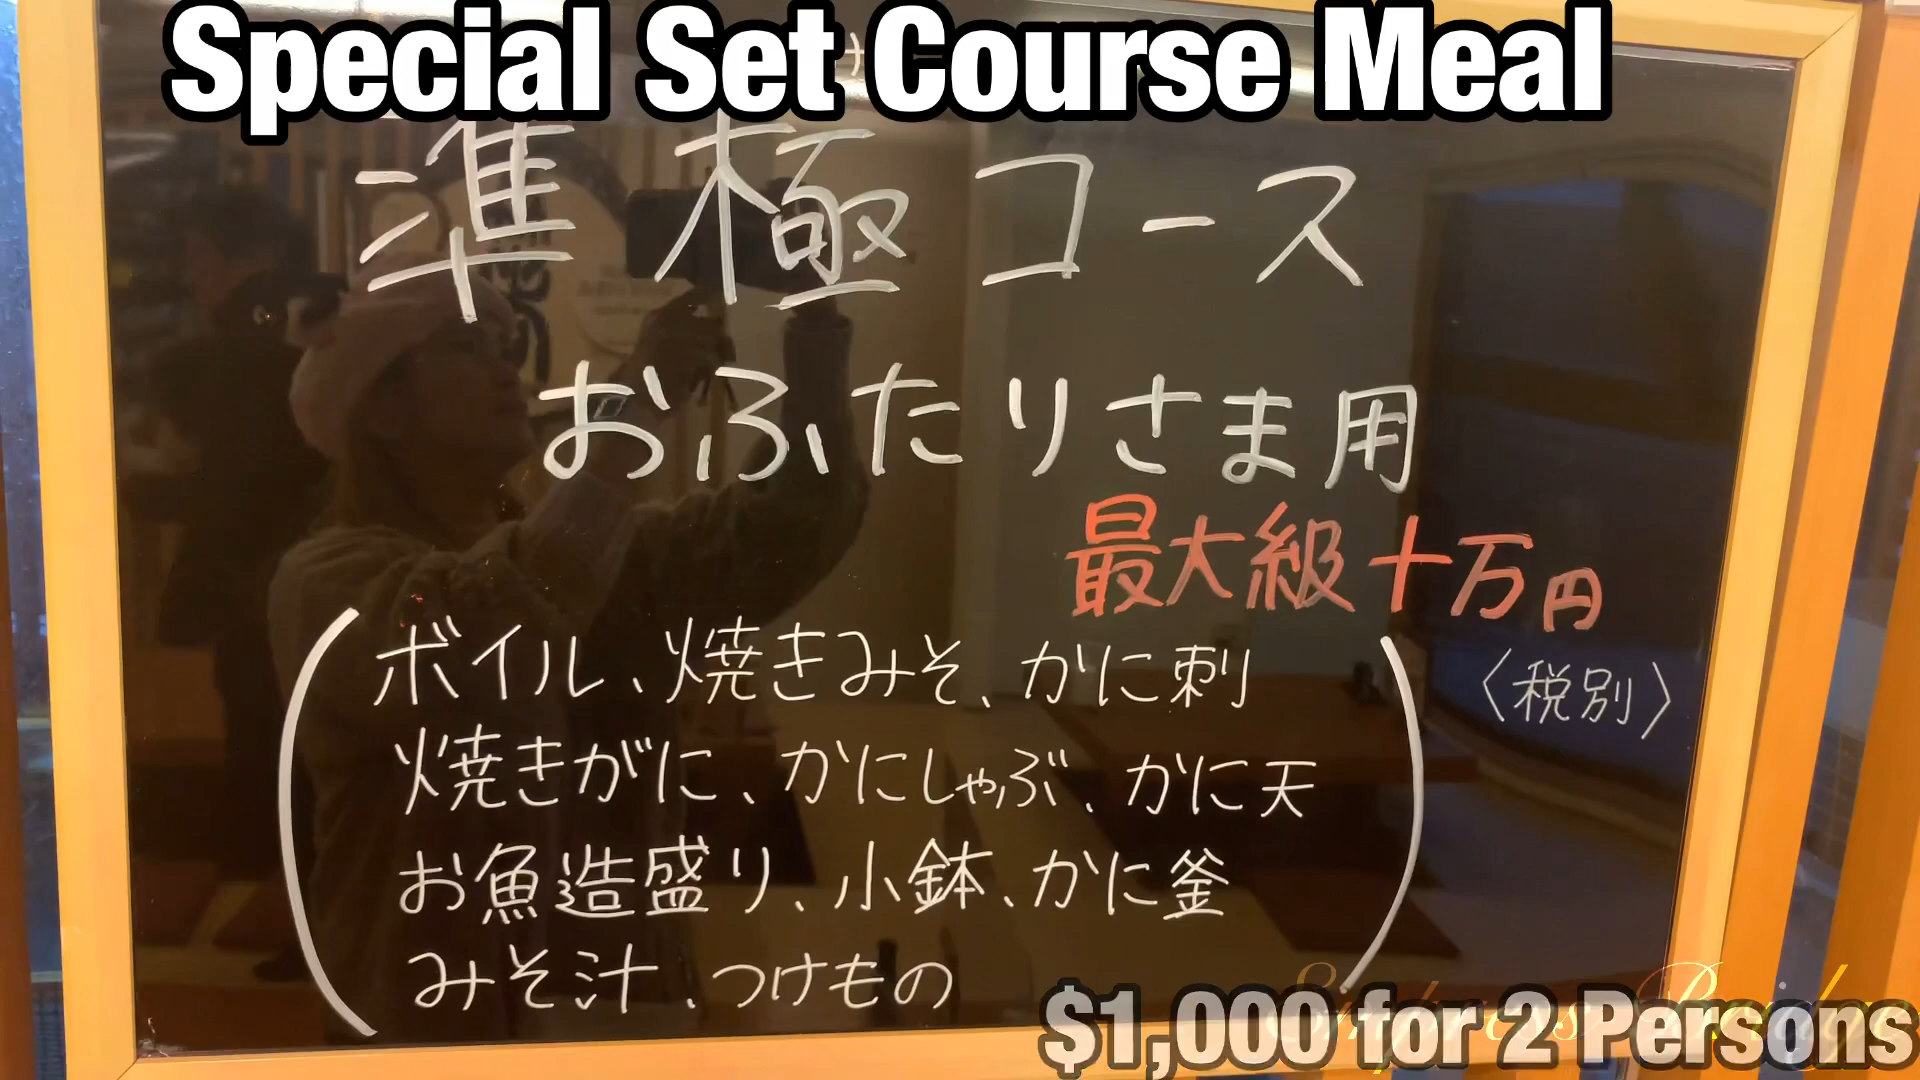 Special Set Course Meal
準極コース
おふたりさま用
最大級十万円
〈税別〉
(ボイル、焼きみそ、かに刺
焼きがに、かにしゃぶ、かに天
お魚造盛り、小鉢、かに釜
みそ汁、つけもの)
$1,000 for 2 Persons